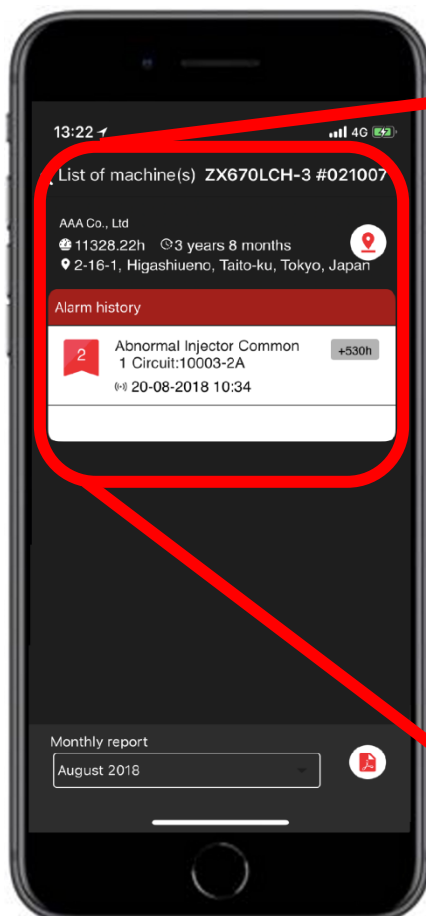 13:22 4G
List of machine(s) ZX670LCH-3 #021007
AAA Co., Ltd
11328.22h 3 years 8 months
2-16-1, Higashiueno, Taito-ku, Tokyo, Japan
Alarm history
2 Abnormal Injector Common +530h
1 Circuit:10003-2A
20-08-2018 10:34
Monthly report
August 2018